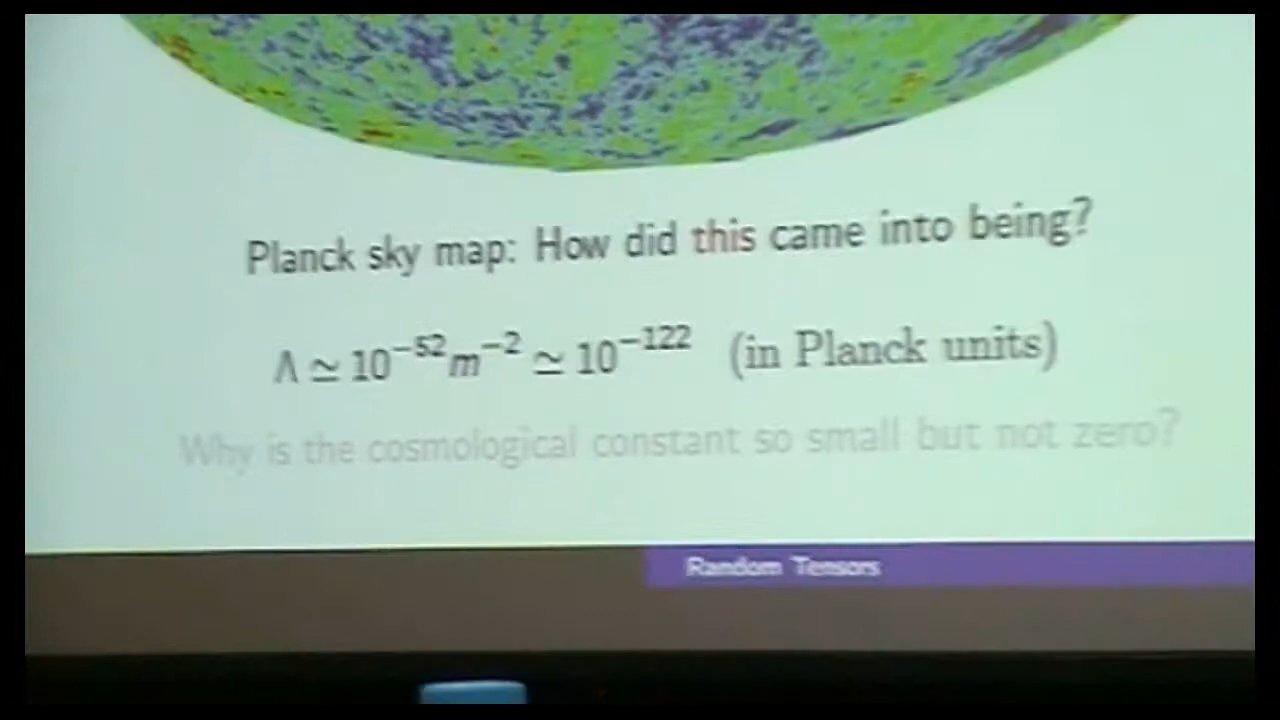 Planck sky map: How did this came into being?
Λ ≃ 10⁻⁵²m⁻² ≃ 10⁻¹²² (in Planck units)
Why is the cosmological constant so small but not zero?
Random Tensors